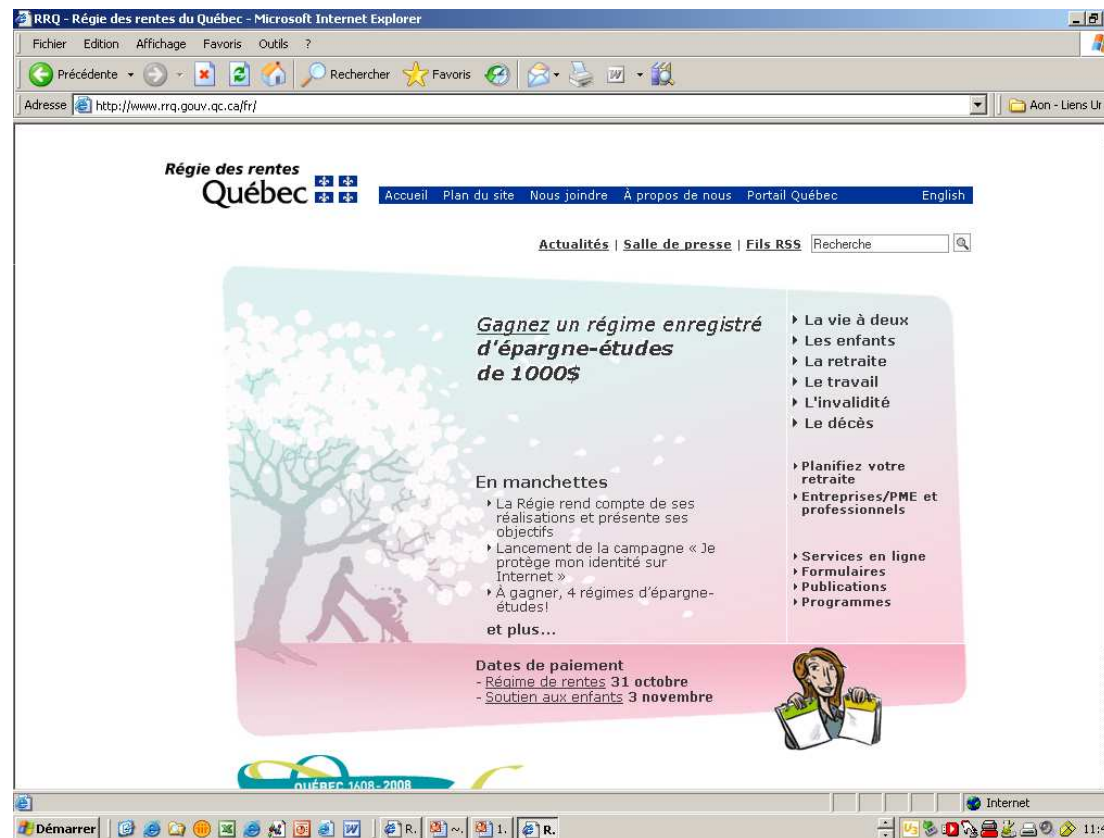 RRQ - Régie des rentes du Québec - Microsoft Internet Explorer
Fichier Edition Affichage Favoris Outils ?
Précédente Rechercher Favoris
Adresse http://www.rrq.gouv.qc.ca/fr/ Aon - Liens Ur
Régie des rentes
Québec
Accueil Plan du site Nous joindre À propos de nous Portail Québec English
Actualités | Salle de presse | Fils RSS Recherche
Gagnez un régime enregistré
d'épargne-études
de 1000$
La vie à deux
Les enfants
La retraite
Le travail
L'invalidité
Le décès
Planifiez votre
retraite
Entreprises/PME et
professionnels
Services en ligne
Formulaires
Publications
Programmes
En manchettes
La Régie rend compte de ses
réalisations et présente ses
objectifs
Lancement de la campagne « Je
protège mon identité sur
Internet »
À gagner, 4 régimes d'épargne-
études!
et plus...
Dates de paiement
- Régime de rentes 31 octobre
- Soutien aux enfants 3 novembre
QUÉBEC 1608-2008
Internet
Démarrer R. ~. 1. R. 11:4